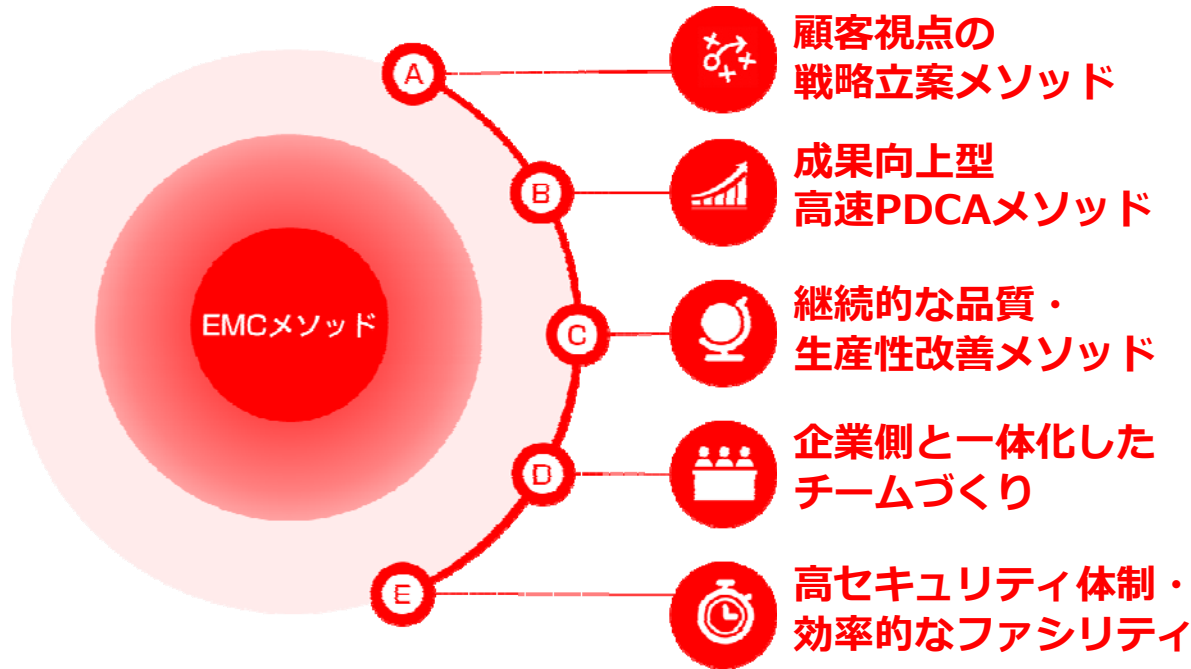 EMCメソッド
A
顧客視点の
戦略立案メソッド
B
成果向上型
高速PDCAメソッド
C
継続的な品質・
生産性改善メソッド
D
企業側と一体化した
チームづくり
E
高セキュリティ体制・
効率的なファシリティ